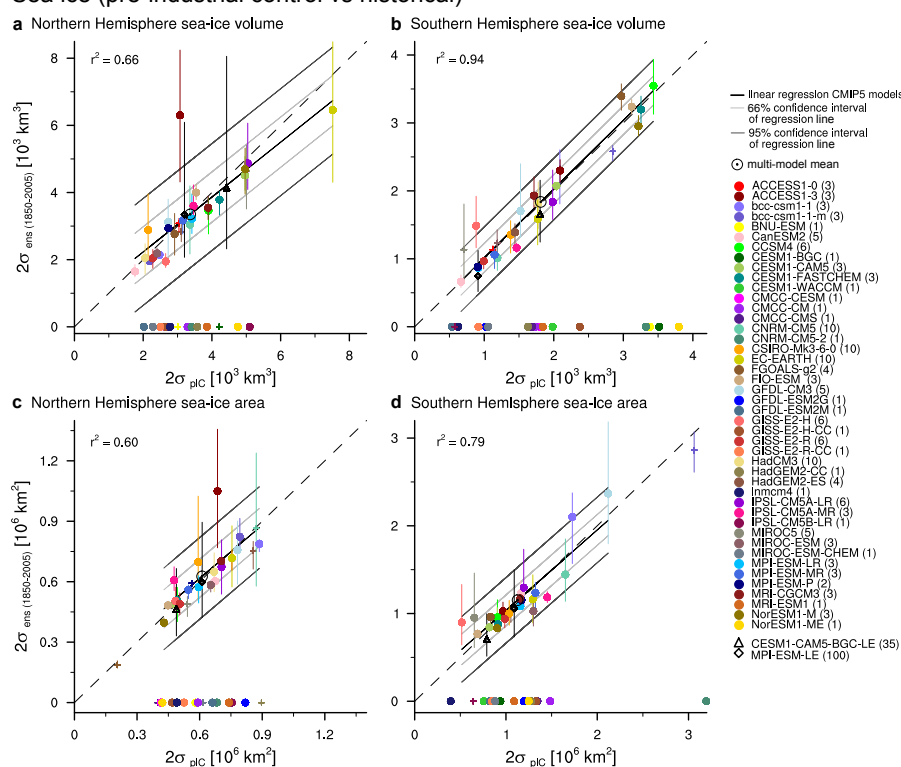 Sea ice (pre-industrial control vs historical)
a Northern Hemisphere sea-ice volume
b Southern Hemisphere sea-ice volume
r² = 0.66
r² = 0.94
8
6
4
2
0
2σ ens (1850-2005) [10³ km³]
0 2 4 6 8
2σ piC [10³ km³]
4
3
2
1
0
0 1 2 3 4
2σ piC [10³ km³]
c Northern Hemisphere sea-ice area
d Southern Hemisphere sea-ice area
r² = 0.60
r² = 0.79
1.2
0.9
0.6
0.3
0
2σ ens (1850-2005) [10⁶ km²]
0 0.3 0.6 0.9 1.2
2σ piC [10⁶ km²]
3
2
1
0
0 1 2 3
2σ piC [10⁶ km²]
linear regression CMIP5 models
66% confidence interval
of regression line
95% confidence interval
of regression line
multi-model mean
ACCESS1-0 (3)
ACCESS1-3 (3)
bcc-csm1-1 (3)
bcc-csm1-1-m (3)
BNU-ESM (1)
CanESM2 (5)
CCSM4 (6)
CESM1-BGC (1)
CESM1-CAM5 (3)
CESM1-FASTCHEM (3)
CESM1-WACCM (1)
CMCC-CESM (1)
CMCC-CM (1)
CMCC-CMS (1)
CNRM-CM5 (10)
CNRM-CM5-2 (1)
CSIRO-Mk3-6-0 (10)
EC-EARTH (10)
FGOALS-g2 (4)
FIO-ESM (3)
GFDL-CM3 (5)
GFDL-ESM2G (1)
GFDL-ESM2M (1)
GISS-E2-H (6)
GISS-E2-H-CC (1)
GISS-E2-R (6)
GISS-E2-R-CC (1)
HadCM3 (10)
HadGEM2-CC (1)
HadGEM2-ES (4)
Inmcm4 (1)
IPSL-CM5A-LR (6)
IPSL-CM5A-MR (3)
IPSL-CM5B-LR (1)
MIROC5 (5)
MIROC-ESM (3)
MIROC-ESM-CHEM (1)
MPI-ESM-LR (3)
MPI-ESM-MR (3)
MPI-ESM-P (2)
MRI-CGCM3 (3)
MRI-ESM1 (1)
NorESM1-M (3)
NorESM1-ME (1)
CESM1-CAM5-BGC-LE (35)
MPI-ESM-LE (100)